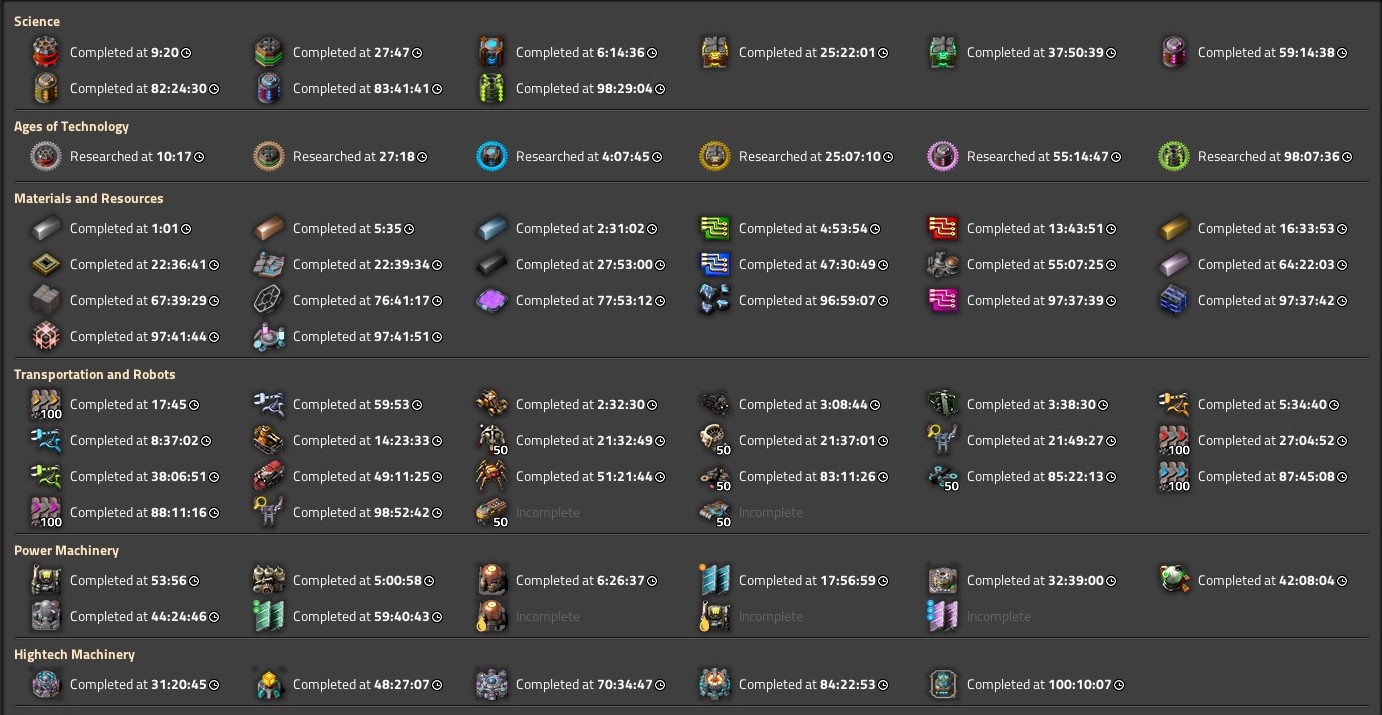 Science
Completed at 9:20 Completed at 27:47 Completed at 6:14:36 Completed at 25:22:01 Completed at 37:50:39 Completed at 59:14:38
Completed at 82:24:30 Completed at 83:41:41 Completed at 98:29:04
Ages of Technology
Researched at 10:17 Researched at 27:18 Researched at 4:07:45 Researched at 25:07:10 Researched at 55:14:47 Researched at 98:07:36
Materials and Resources
Completed at 1:01 Completed at 5:35 Completed at 2:31:02 Completed at 4:53:54 Completed at 13:43:51 Completed at 16:33:53
Completed at 22:36:41 Completed at 22:39:34 Completed at 27:53:00 Completed at 47:30:49 Completed at 55:07:25 Completed at 64:22:03
Completed at 67:39:29 Completed at 76:41:17 Completed at 77:53:12 Completed at 96:59:07 Completed at 97:37:39 Completed at 97:37:42
Completed at 97:41:44 Completed at 97:41:51
Transportation and Robots
100 Completed at 17:45 Completed at 59:53 Completed at 2:32:30 Completed at 3:08:44 Completed at 3:38:30 Completed at 5:34:40
Completed at 8:37:02 Completed at 14:23:33 50 Completed at 21:32:49 50 Completed at 21:37:01 Completed at 21:49:27 100 Completed at 27:04:52
Completed at 38:06:51 Completed at 49:11:25 Completed at 51:21:44 50 Completed at 83:11:26 50 Completed at 85:22:13 100 Completed at 87:45:08
100 Completed at 88:11:16 Completed at 98:52:42 50 Incomplete 50 Incomplete
Power Machinery
Completed at 53:56 Completed at 5:00:58 Completed at 6:26:37 Completed at 17:56:59 Completed at 32:39:00 Completed at 42:08:04
Completed at 44:24:46 Completed at 59:40:43 Incomplete Incomplete Incomplete
Hightech Machinery
Completed at 31:20:45 Completed at 48:27:07 Completed at 70:34:47 Completed at 84:22:53 Completed at 100:10:07